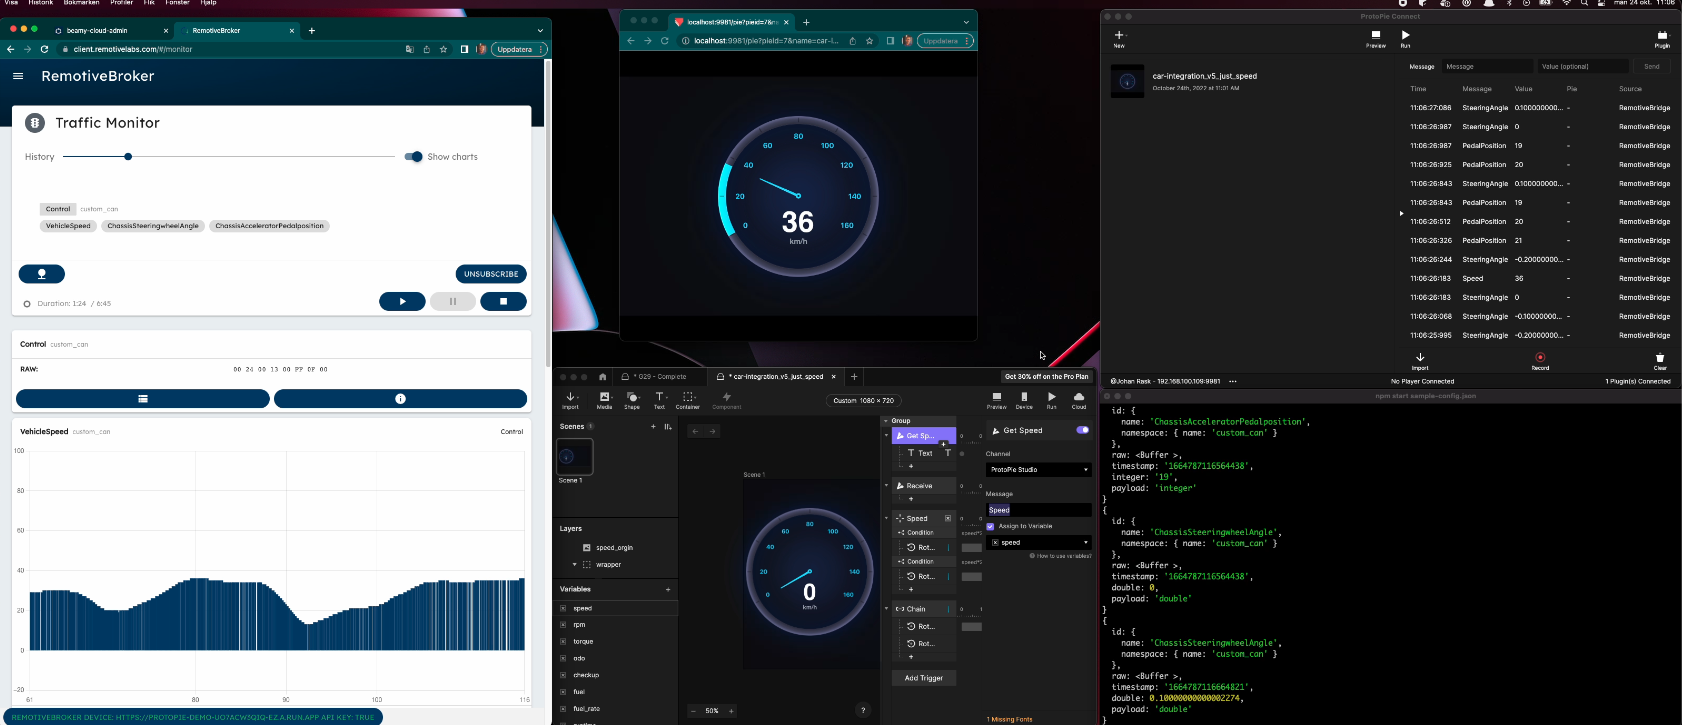 Visa Historik Bokmärken Profiler Flik Fönster Hjälp
mån 24 okt. 11:06
beamy-cloud-admin
RemotiveBroker
client.remotivelabs.com/#/monitor
Uppdatera
RemotiveBroker
Traffic Monitor
History
Show charts
Control custom_can
VehicleSpeed ChassisSteeringwheelAngle ChassisAcceleratorPedalposition
UNSUBSCRIBE
Duration: 1:24 / 6:45
Control custom_can
RAW: 00 24 00 13 00 FF 0F 00
VehicleSpeed custom_can
Control
100
80
60
40
20
0
-20
61 80 90 100 116
REMOTIVEBROKER DEVICE: HTTPS://PROTOPIE-DEMO-UO7ACW3QIQ-EZ.A.RUN.APP API KEY: TRUE
localhost:9981/pie?pieid=7&n
localhost:9981/pie?pieid=7&name=car-i...
Uppdatera
80
60 100
40 120
20 140
0 160
36
km/h
* G29 - Complete
* car-integration_v5_just_speed
Get 30% off on the Pro Plan
Import Media Shape Text Container Component
Custom 1080 × 720
Preview Device Run Cloud
Scenes 1
Scene 1
Layers
speed_orgin
wrapper
Variables
speed
rpm
torque
odo
checkup
fuel
fuel_rate
Scene 1
80
60 100
40 120
20 140
0 160
0
km/h
50%
?
Group
Get Sp...
Text
Receive
Speed
Condition speed*5
Rot...
Condition speed*5
Rot...
Chain
Rot...
Rot...
Add Trigger
Get Speed
Channel
ProtoPie Studio
Message
Speed
Assign to Variable
speed
How to use variables?
1 Missing Fonts
ProtoPie Connect
New
Preview Run
Plugin
car-integration_v5_just_speed
October 24th, 2022 at 11:01 AM
Message Message Value (optional) Send
Time Message Value Pie Source
11:06:27:086 SteeringAngle 0.100000000... - RemotiveBridge
11:06:26:987 SteeringAngle 0 - RemotiveBridge
11:06:26:987 PedalPosition 19 - RemotiveBridge
11:06:26:925 PedalPosition 20 - RemotiveBridge
11:06:26:843 SteeringAngle 0.100000000... - RemotiveBridge
11:06:26:843 PedalPosition 19 - RemotiveBridge
11:06:26:512 PedalPosition 20 - RemotiveBridge
11:06:26:326 PedalPosition 21 - RemotiveBridge
11:06:26:244 SteeringAngle -0.20000000... - RemotiveBridge
11:06:26:183 Speed 36 - RemotiveBridge
11:06:26:183 SteeringAngle 0 - RemotiveBridge
11:06:26:068 SteeringAngle -0.10000000... - RemotiveBridge
11:06:25:995 SteeringAngle -0.20000000... - RemotiveBridge
Import Record Clear
@Johan Rask - 192.168.100.109:9981 •••
No Player Connected
1 Plugin(s) Connected
npm start sample-config.json
id: {
name: 'ChassisAcceleratorPedalposition',
namespace: { name: 'custom_can' }
},
raw: <Buffer >,
timestamp: '1664787116564438',
integer: '19',
payload: 'integer'
}
{
id: {
name: 'ChassisSteeringwheelAngle',
namespace: { name: 'custom_can' }
},
raw: <Buffer >,
timestamp: '1664787116564438',
double: 0,
payload: 'double'
}
{
id: {
name: 'ChassisSteeringwheelAngle',
namespace: { name: 'custom_can' }
},
raw: <Buffer >,
timestamp: '1664787116664821',
double: 0.10000000000002274,
payload: 'double'
}